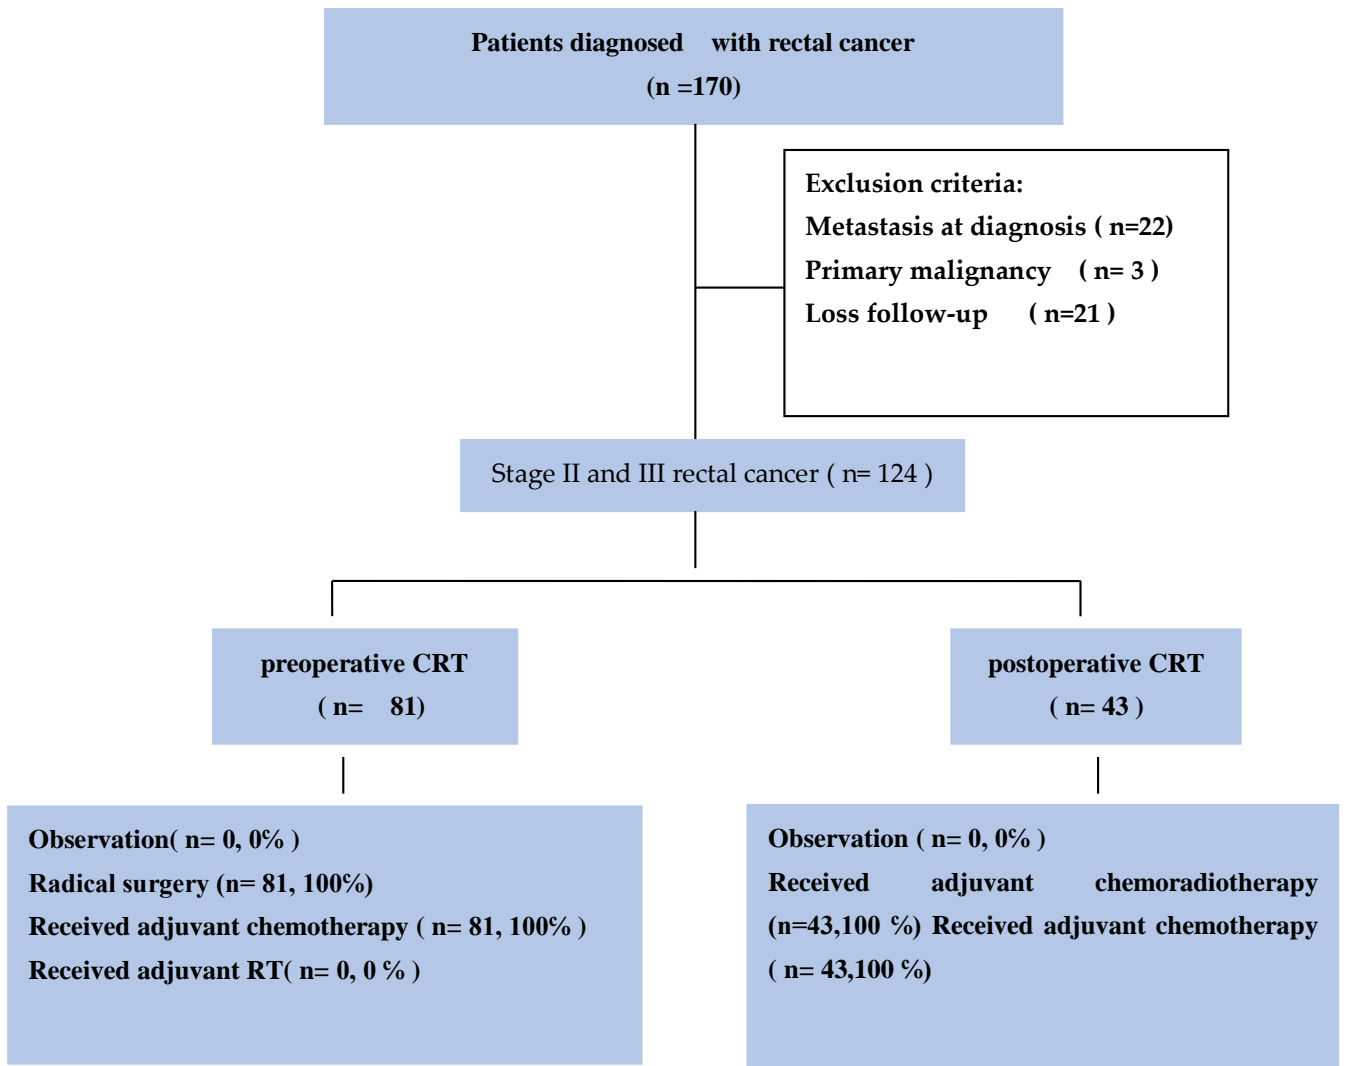 Patients diagnosed with rectal cancer
(n =170)
Exclusion criteria:
Metastasis at diagnosis ( n=22)
Primary malignancy ( n= 3 )
Loss follow-up ( n=21 )
Stage II and III rectal cancer ( n= 124 )
preoperative CRT
( n= 81)
postoperative CRT
( n= 43 )
Observation( n= 0, 0% )
Radical surgery (n= 81, 100%)
Received adjuvant chemotherapy ( n= 81, 100% )
Received adjuvant RT( n= 0, 0 % )
Observation ( n= 0, 0% )
Received adjuvant chemoradiotherapy
(n=43,100 %) Received adjuvant chemotherapy
( n= 43,100 %)